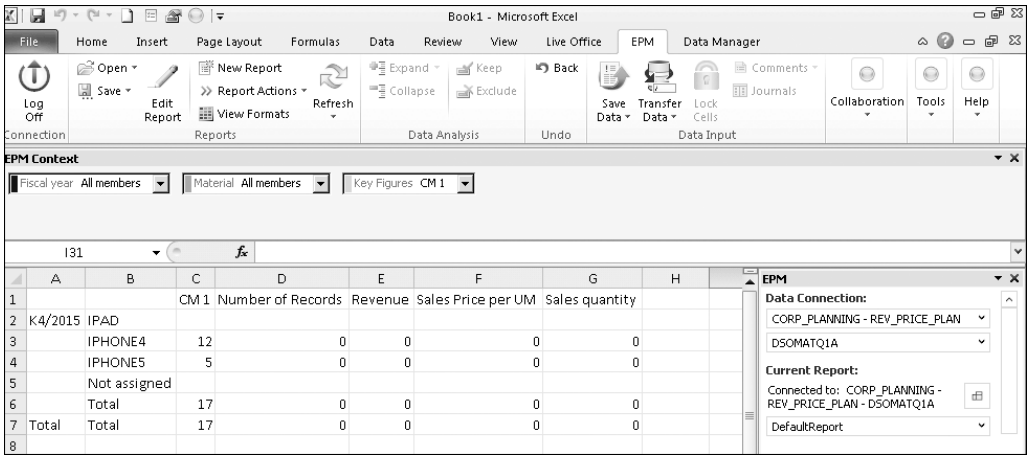 Book1 - Microsoft Excel
File Home Insert Page Layout Formulas Data Review View Live Office EPM Data Manager
Log Off
Connection
Open
Save
Edit Report
New Report
Report Actions
View Formats
Refresh
Reports
Expand
Collapse
Keep
Exclude
Data Analysis
Back
Undo
Save Data
Transfer Data
Lock Cells
Comments
Journals
Data Input
Collaboration
Tools
Help
EPM Context
Fiscal year All members Material All members Key Figures CM 1
I31 fx
A B C D E F G H
1 CM 1 Number of Records Revenue Sales Price per UM Sales quantity
2 K4/2015 IPAD
3 IPHONE4 12 0 0 0 0
4 IPHONE5 5 0 0 0 0
5 Not assigned
6 Total 17 0 0 0 0
7 Total Total 17 0 0 0 0
8
EPM
Data Connection:
CORP_PLANNING - REV_PRICE_PLAN
DSOMATQ1A
Current Report:
Connected to: CORP_PLANNING -
REV_PRICE_PLAN - DSOMATQ1A
DefaultReport